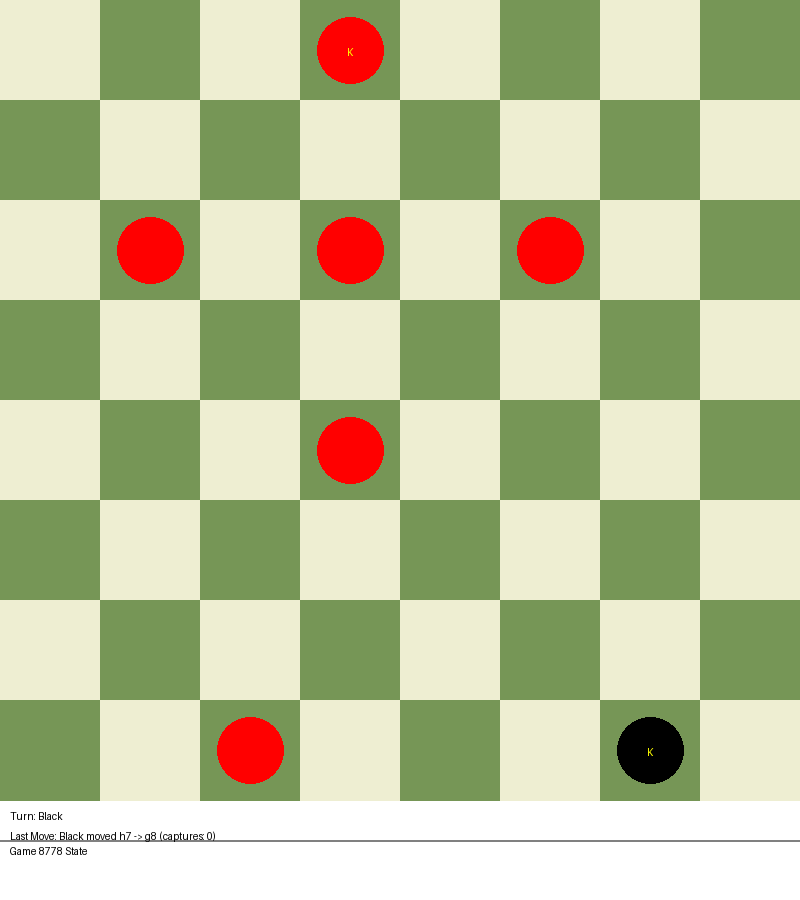 K
K
Turn: Black
Last Move: Black moved h7 -> g8 (captures: 0)
Game 8778 State